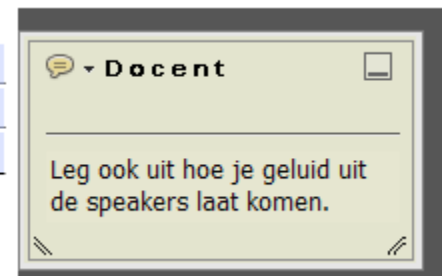 Docent
Leg ook uit hoe je geluid uit
de speakers laat komen.